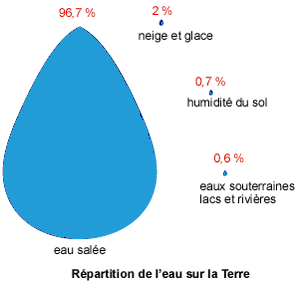 96,7 %
2 %
neige et glace
0,7 %
humidité du sol
0,6 %
eaux souterraines
lacs et rivières
eau salée
Répartition de l'eau sur la Terre